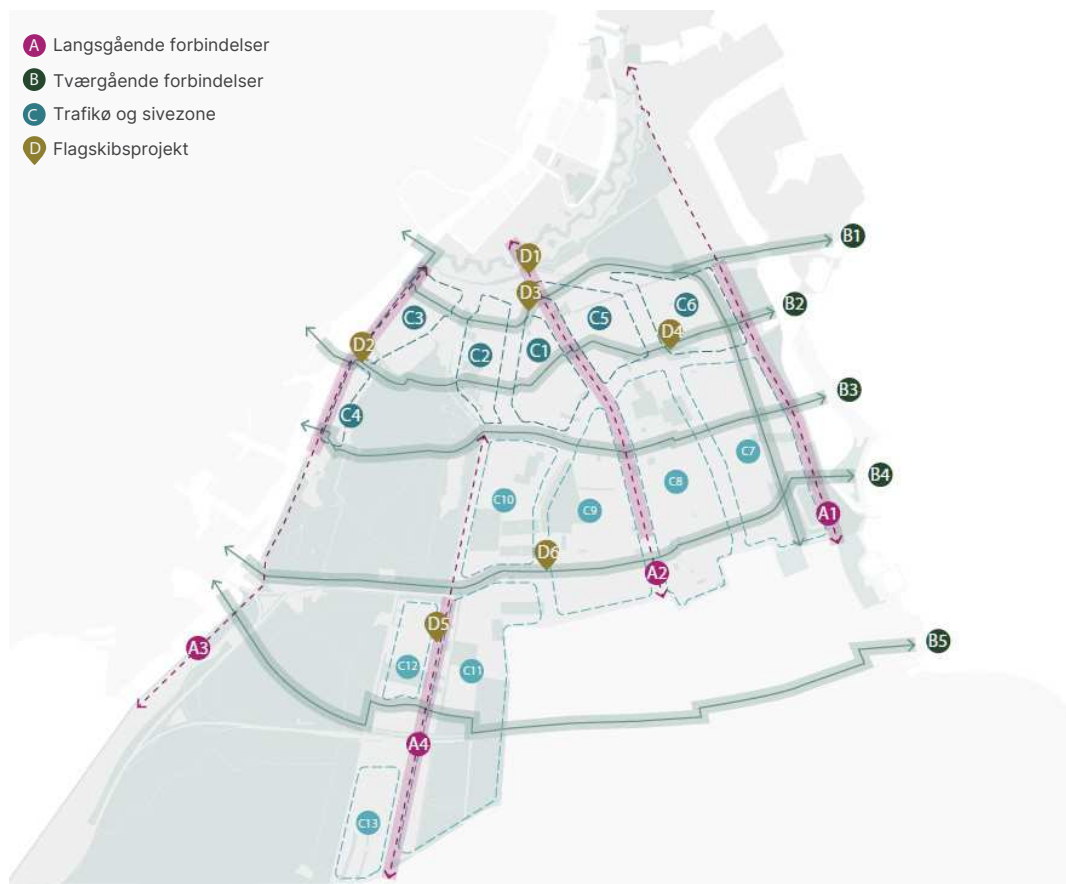 A Langsgående forbindelser
B Tværgående forbindelser
C Trafikø og sivezone
D Flagskibsprojekt
B1
D1
D3
B2
C6
C3
C5
D4
D2
C1
C2
B3
C4
C7
B4
C8
C10
C9
A1
D6
A2
D5
B5
A3
C12
C11
A4
C13